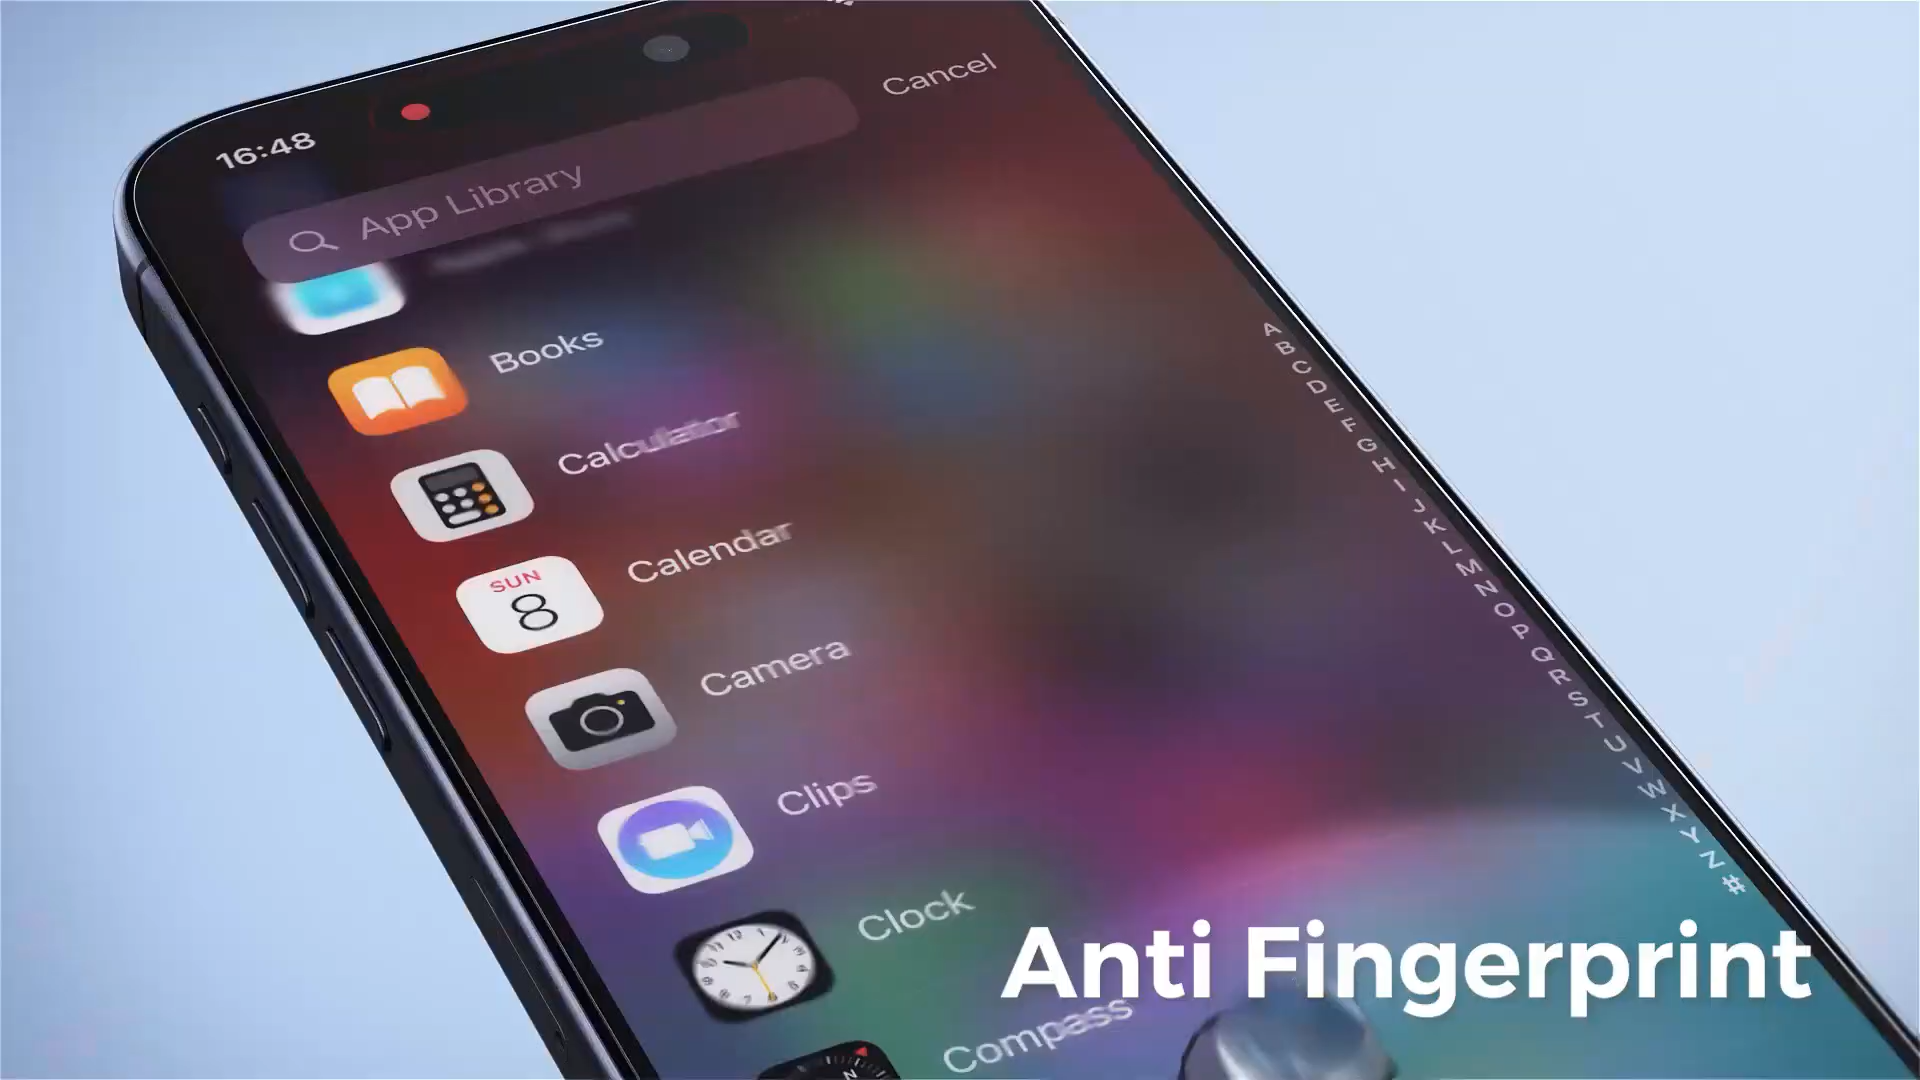 16:48
Cancel
App Library
Books
Calculator
SUN
8
Calendar
Camera
Clips
Clock
Compass
N
A
B
C
D
E
F
G
H
I
J
K
L
M
N
O
P
Q
R
S
T
U
V
W
X
Y
Z
#
Anti Fingerprint